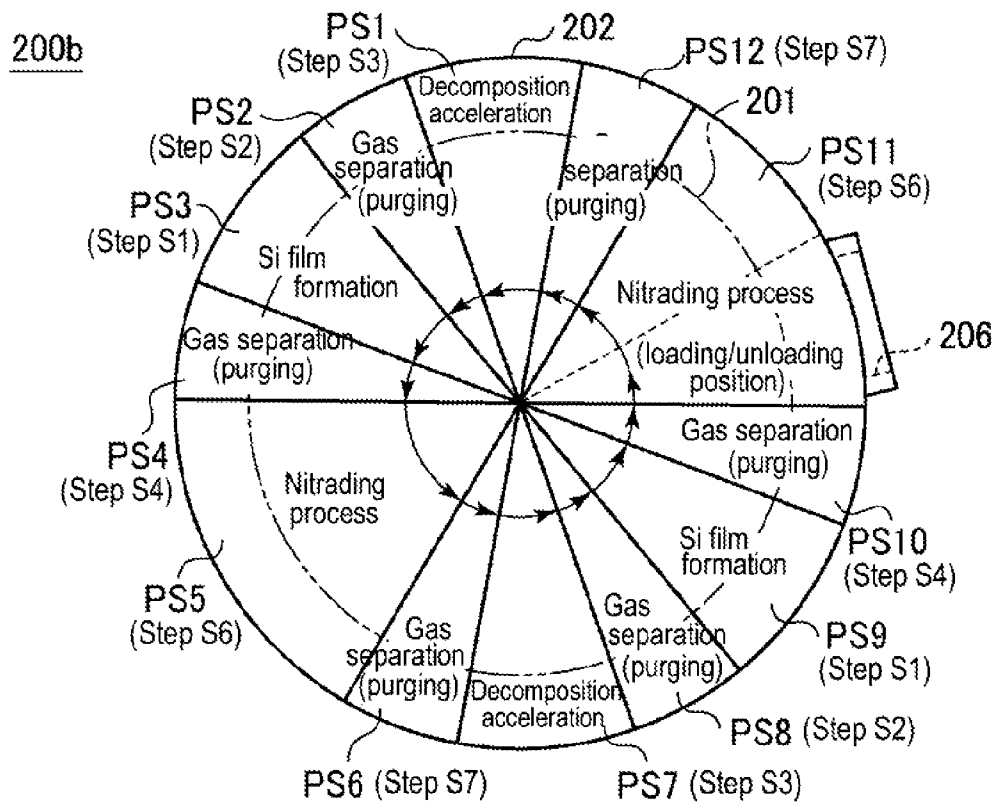 200b
PS1
(Step S3)
202
PS12 (Step S7)
201
PS2
(Step S2)
Decomposition
acceleration
Gas
separation
(purging)
separation
(purging)
PS11
(Step S6)
PS3
(Step S1)
Si film
formation
Nitrading process
(loading/unloading
position)
206
Gas separation
(purging)
Gas separation
(purging)
PS4
(Step S4)
Nitrading
process
Si film
formation
PS10
(Step S4)
PS5
(Step S6)
Gas
separation
(purging)
Gas
separation
(purging)
PS9
(Step S1)
Decomposition
acceleration
PS8 (Step S2)
PS6 (Step S7)
PS7 (Step S3)